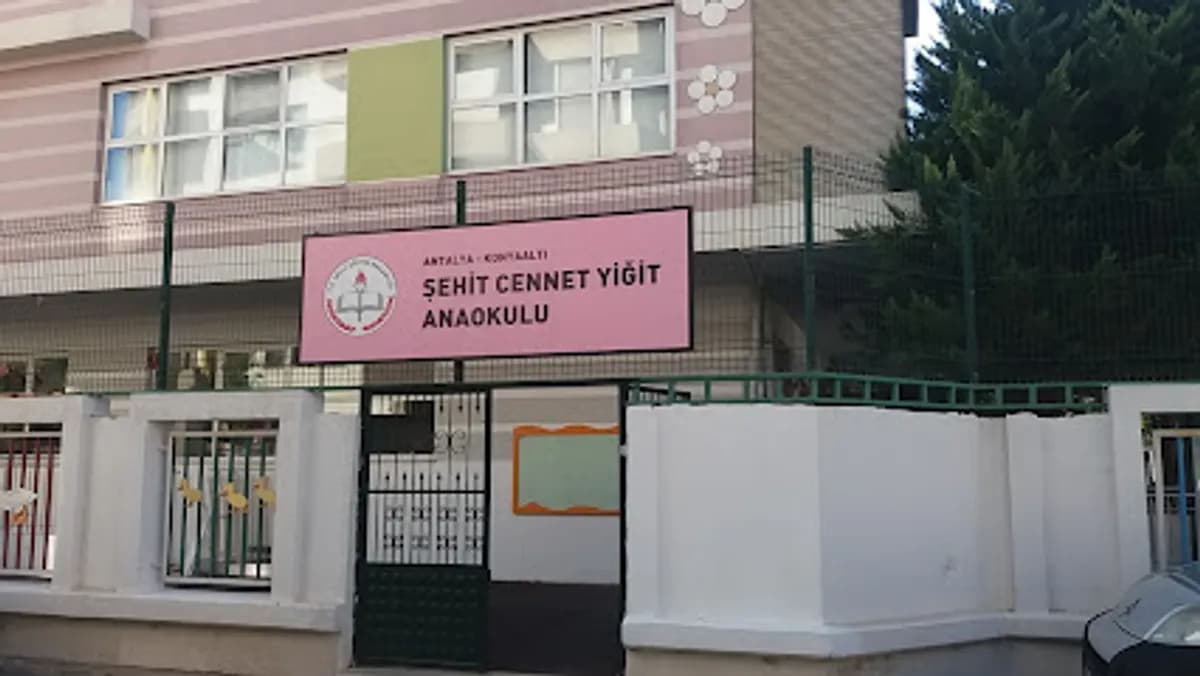 ANTALYA - KONYAALTI
ŞEHİT CENNET YİĞİT
ANAOKULU